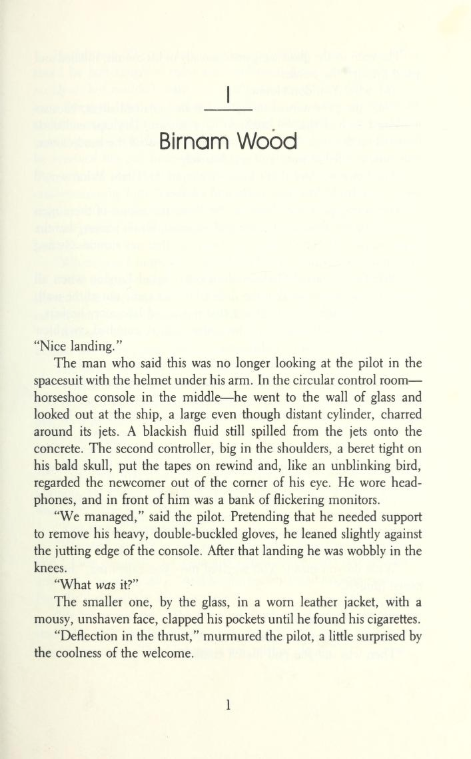 I
Birnam Wood
“Nice landing.”
The man who said this was no longer looking at the pilot in the
spacesuit with the helmet under his arm. In the circular control room—
horseshoe console in the middle—he went to the wall of glass and
looked out at the ship, a large even though distant cylinder, charred
around its jets. A blackish fluid still spilled from the jets onto the
concrete. The second controller, big in the shoulders, a beret tight on
his bald skull, put the tapes on rewind and, like an unblinking bird,
regarded the newcomer out of the corner of his eye. He wore head-
phones, and in front of him was a bank of flickering monitors.
“We managed,” said the pilot. Pretending that he needed support
to remove his heavy, double-buckled gloves, he leaned slightly against
the jutting edge of the console. After that landing he was wobbly in the
knees.
“What was it?”
The smaller one, by the glass, in a worn leather jacket, with a
mousy, unshaven face, clapped his pockets until he found his cigarettes.
“Deflection in the thrust,” murmured the pilot, a little surprised by
the coolness of the welcome.
1